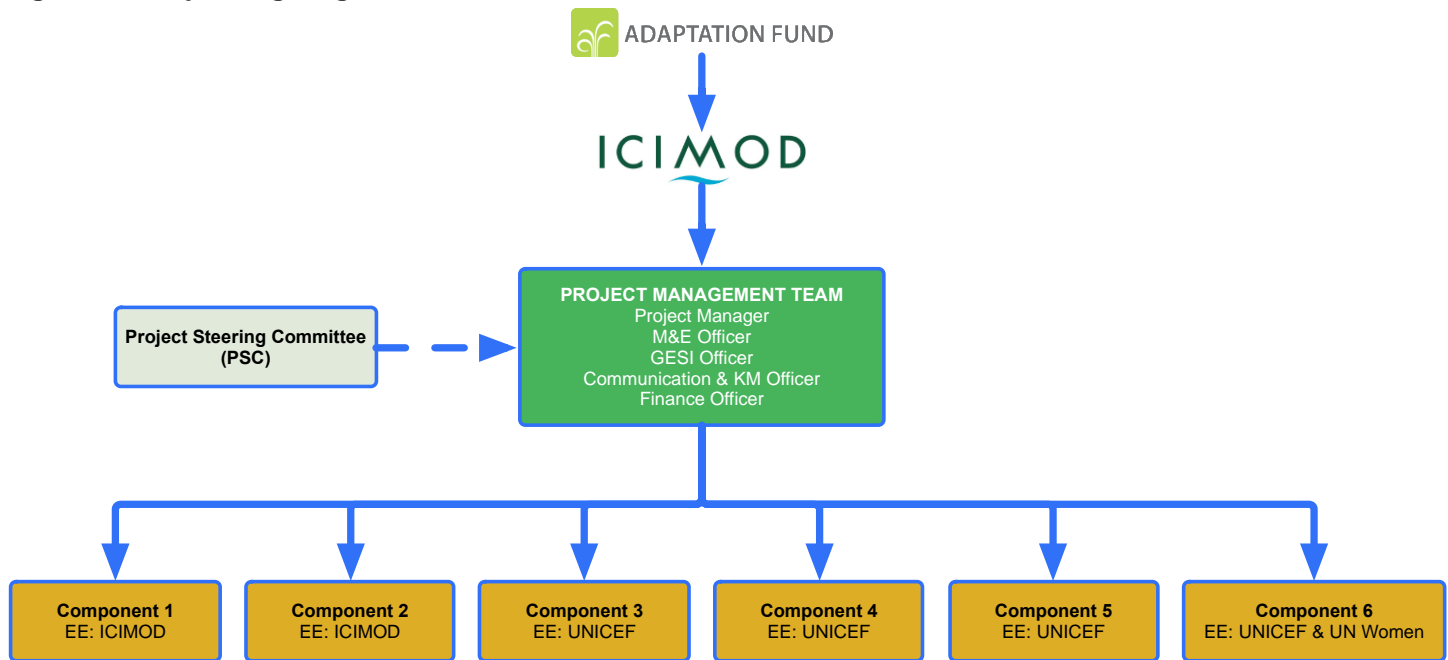 ADAPTATION FUND
ICIMOD
PROJECT MANAGEMENT TEAM
Project Manager
M&E Officer
GESI Officer
Communication & KM Officer
Finance Officer
Project Steering Committee
(PSC)
Component 1
EE: ICIMOD
Component 2
EE: ICIMOD
Component 3
EE: UNICEF
Component 4
EE: UNICEF
Component 5
EE: UNICEF
Component 6
EE: UNICEF & UN Women